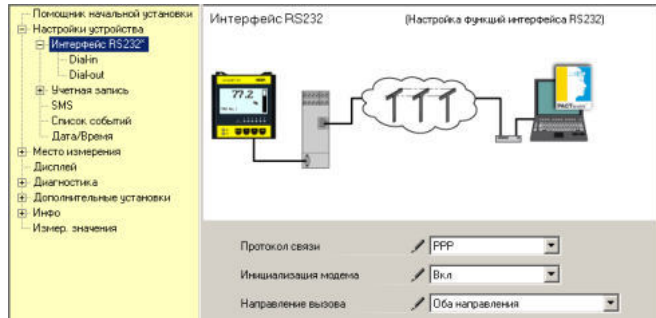 Помощник начальной установки
Настройки устройства
Интерфейс RS232*
Dial-in
Dial-out
Учетная запись
SMS
Список событий
Дата/Время
Место измерения
Дисплей
Диагностика
Дополнительные установки
Инфо
Измер. значения
Интерфейс RS232
(Настройка функций интерфейса RS232)
77.2
PACTware
Протокол связи
PPP
Инициализация модема
Вкл
Направление вызова
Оба направления